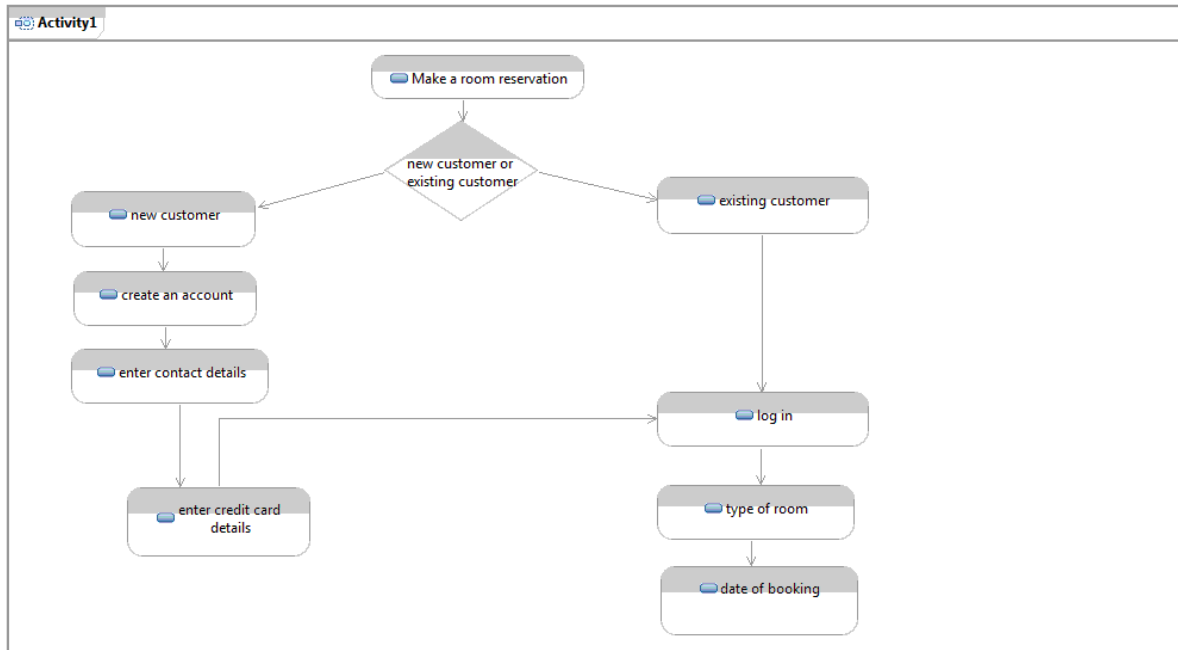 Activity1
Make a room reservation
new customer or
existing customer
new customer
existing customer
create an account
enter contact details
log in
enter credit card
details
type of room
date of booking